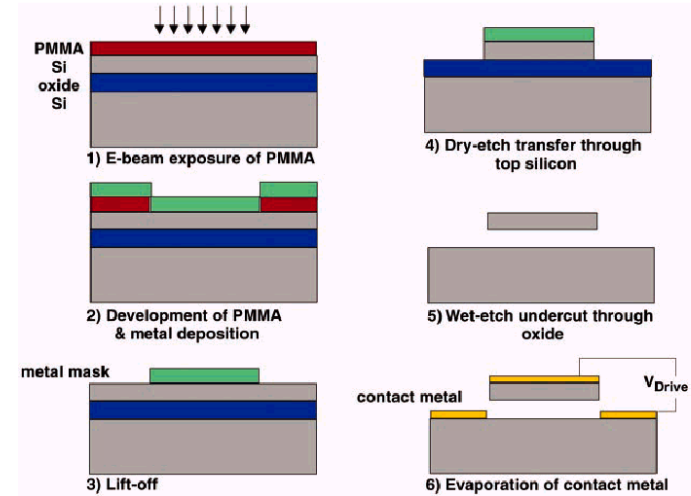 PMMA
Si
oxide
Si
1) E-beam exposure of PMMA
2) Development of PMMA
& metal deposition
metal mask
3) Lift-off
4) Dry-etch transfer through
top silicon
5) Wet-etch undercut through
oxide
contact metal
VDrive
6) Evaporation of contact metal